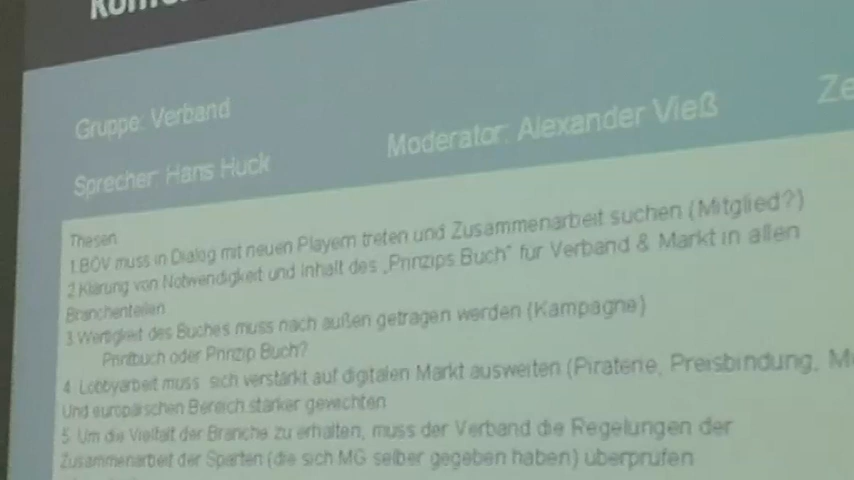 Gruppe: Verband
Sprecher: Hans Huck
Moderator: Alexander Vieß
Ze
Thesen
1.BÖV muss in Dialog mit neuen Playern treten und Zusammenarbeit suchen (Mitglied?)
2.Klärung von Notwendigkeit und Inhalt des „Prinzips Buch“ für Verband & Markt in allen
Branchenteilen
3.Wertigkeit des Buches muss nach außen getragen werden (Kampagne)
Printbuch oder Prinzip Buch?
4. Lobbyarbeit muss sich verstärkt auf digitalen Markt ausweiten (Piraterie, Preisbindung, M
Und europäischen Bereich stärker gewichten
5. Um die Vielfalt der Branche zu erhalten, muss der Verband die Regelungen der
Zusammenarbeit der Sparten (die sich MG selber gegeben haben) überprüfen